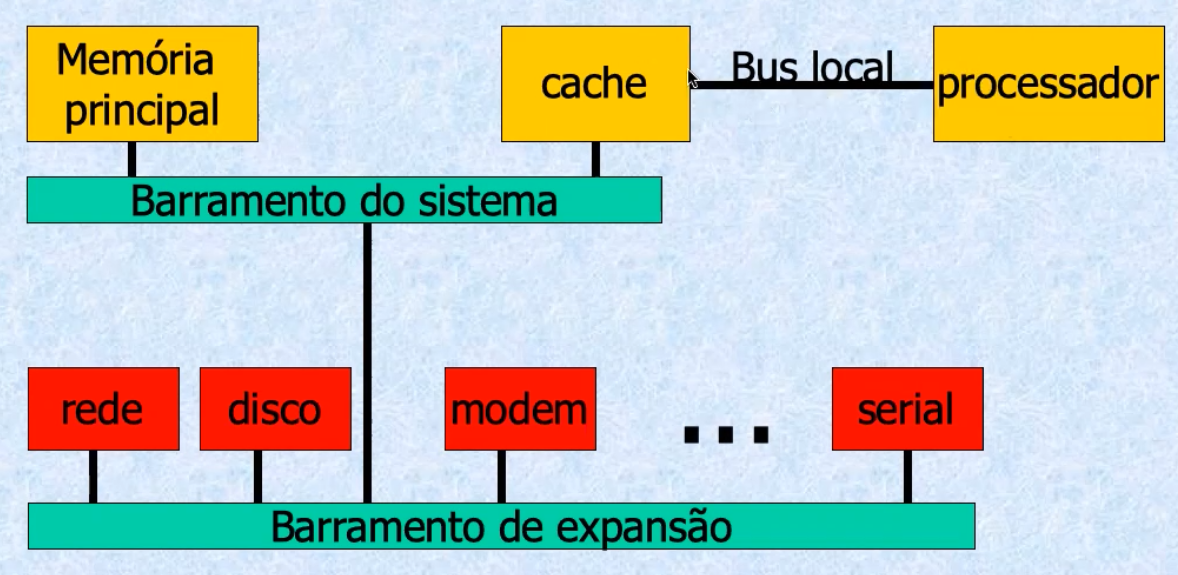 Memória
principal
cache
Bus local
processador
Barramento do sistema
rede
disco
modem
...
serial
Barramento de expansão